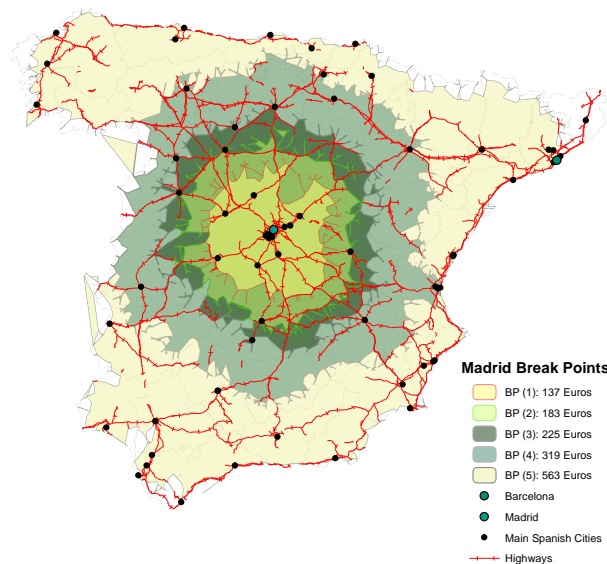 Madrid Break Points
BP (1): 137 Euros
BP (2): 183 Euros
BP (3): 225 Euros
BP (4): 319 Euros
BP (5): 563 Euros
Barcelona
Madrid
Main Spanish Cities
Highways